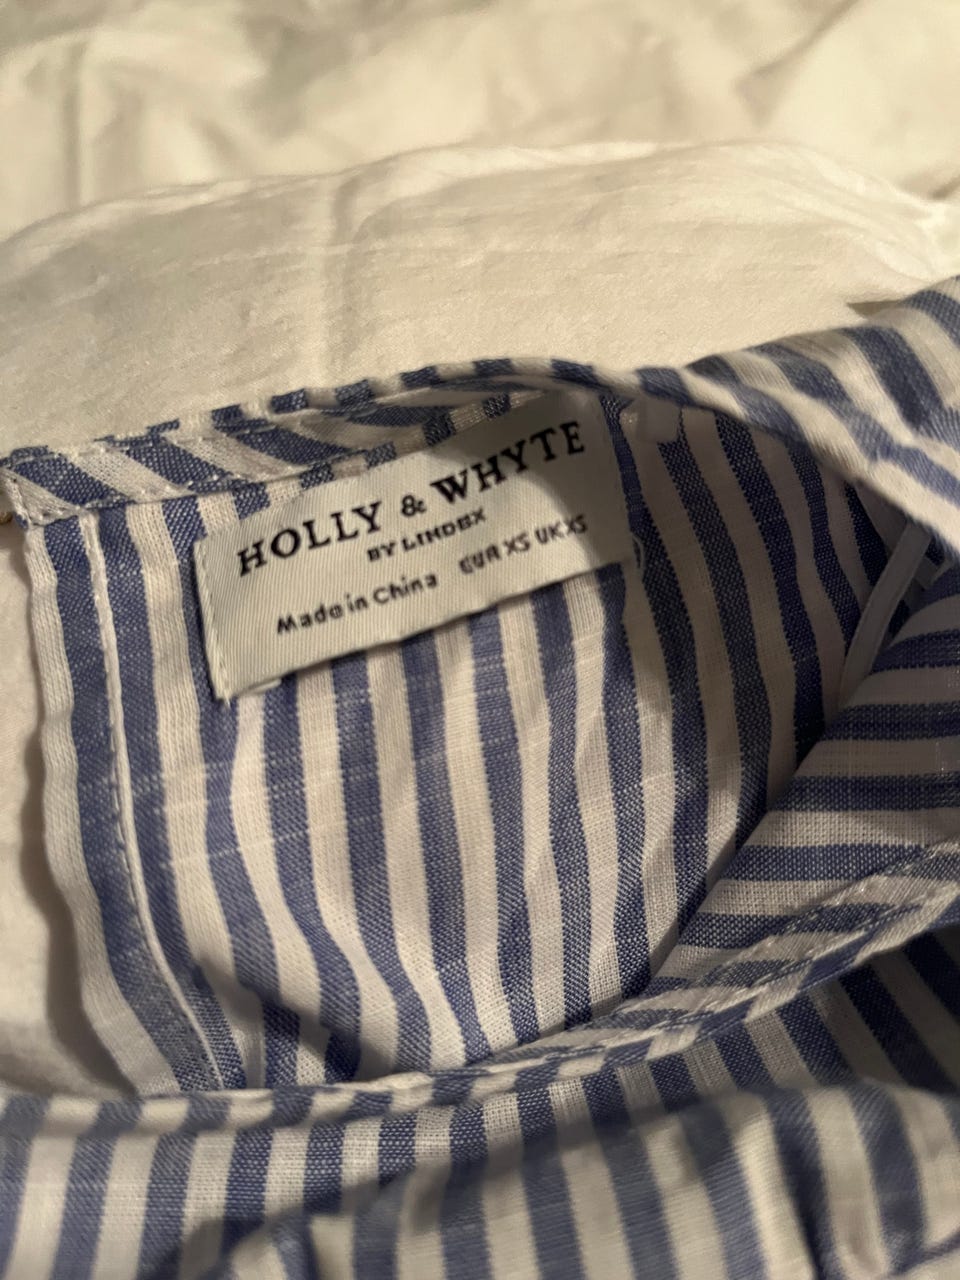 HOLLY & WHYTE
BY LINDEX
Made in China EUR XS UK XS